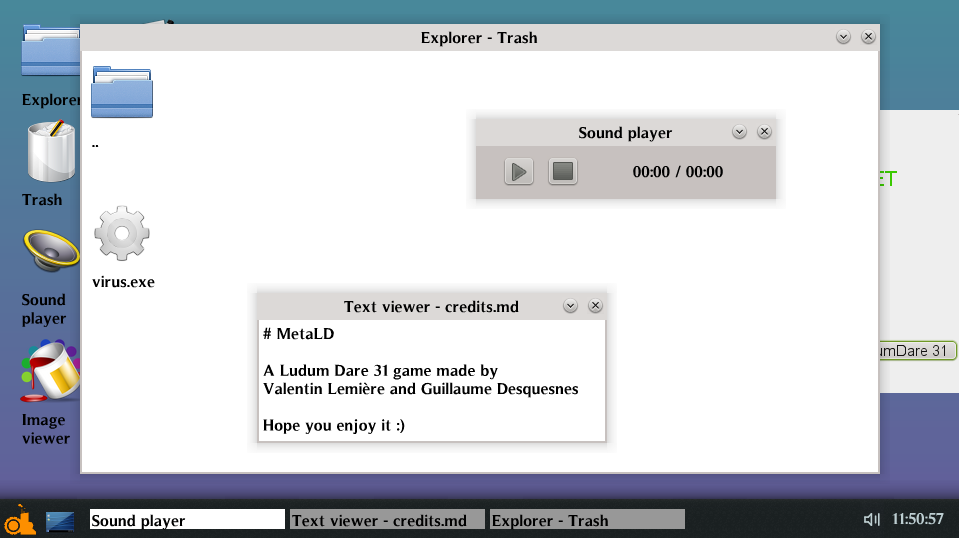 Explorer - Trash
Explorer
..
Sound player
00:00 / 00:00
Trash
virus.exe
Sound
player
Text viewer - credits.md
# MetaLD
A Ludum Dare 31 game made by
Valentin Lemière and Guillaume Desquesnes
Hope you enjoy it :)
Dare 31
Image
viewer
Sound player
Text viewer - credits.md
Explorer - Trash
11:50:57